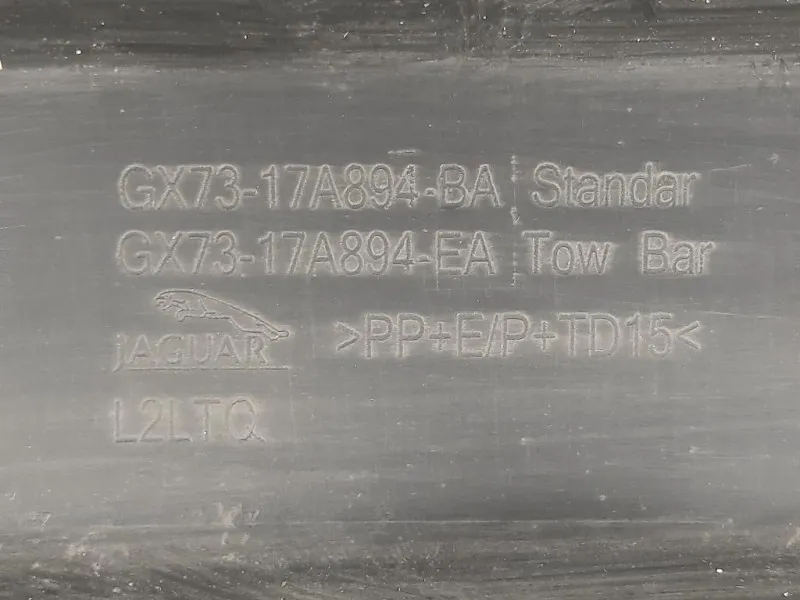 GX73-17A894-BA Standar
GX73-17A894-EA Tow Bar
JAGUAR >PP+E/P+TD15<
L2LTQ